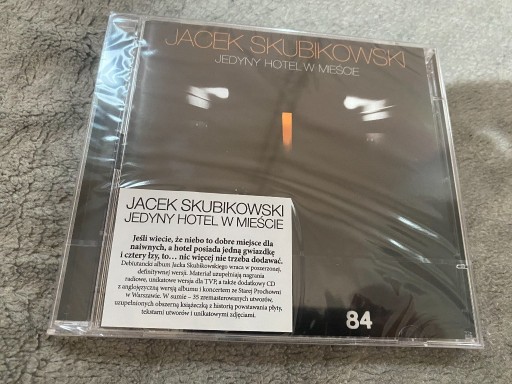 JACEK SKUBIKOWSKI
JEDYNY HOTEL W MIEŚCIE
JACEK SKUBIKOWSKI
JEDYNY HOTEL W MIEŚCIE
Jeśli wiecie, że niebo to dobre miejsce dla
naiwnych, a hotel posiada jedną gwiazdkę
i cztery łzy, to... nic więcej nie trzeba dodawać.
Debiutancki album Jacka Skubikowskiego wraca w poszerzonej,
definitywnej wersji. Materiał uzupełniają nagrania
radiowe, unikatowe wersje dla TVP, a także dodatkowy CD
z anglojęzyczną wersją albumu i koncertem ze Starej Prochowni
w Warszawie. W sumie – 35 zremasterowanych utworów,
uzupełnionych obszerną książeczką z historią powstawania płyty,
tekstami utworów i unikatowymi zdjęciami.
84